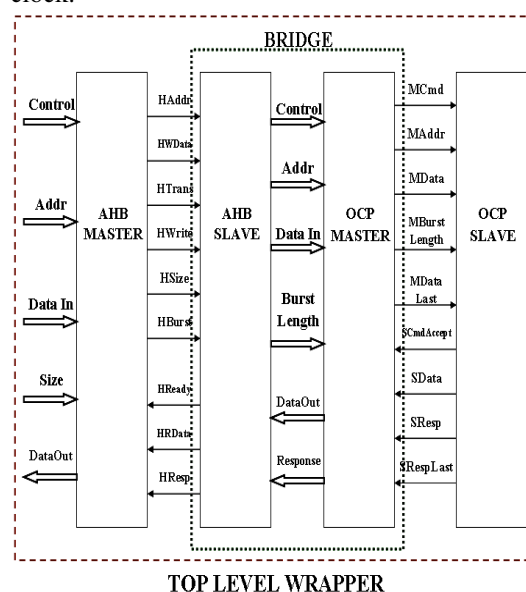 clock.
BRIDGE
Control
Addr
Data In
Size
DataOut
AHB
MASTER
HAddr
HWData
HTrans
HWrite
HSize
HBurst
HReady
HRData
HResp
AHB
SLAVE
Control
Addr
Data In
Burst
Length
DataOut
Response
OCP
MASTER
MCmd
MAddr
MData
MBurst
Length
MData
Last
SCmdAccept
SData
SResp
SRespLast
OCP
SLAVE
TOP LEVEL WRAPPER